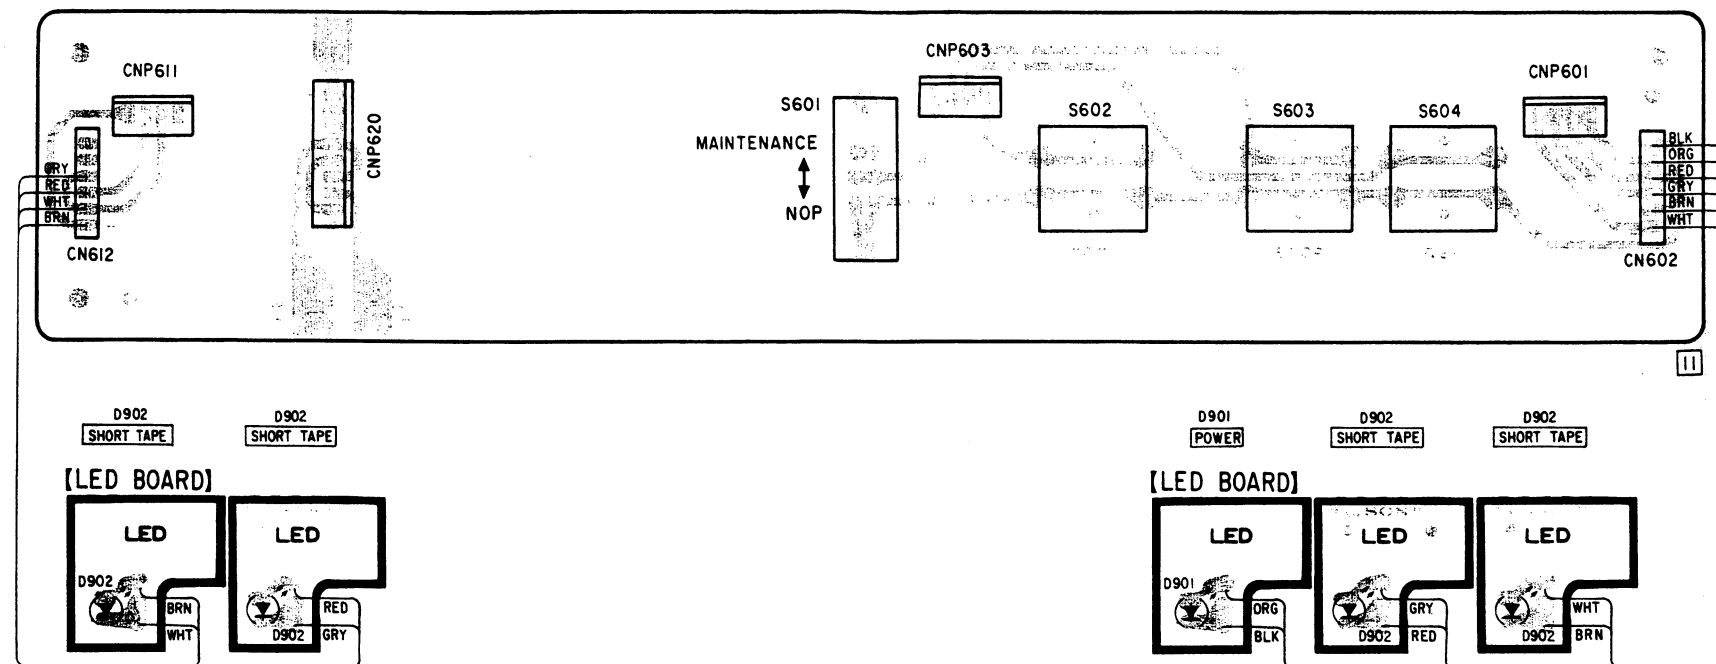 CNP611
CNP620
CNP603
S601
MAINTENANCE
NOP
S602
S603
S604
CNP601
GRY
RED
WHT
BRN
CN612
BLK
ORG
RED
GRY
BRN
WHT
CN602
11
D902
SHORT TAPE
D902
SHORT TAPE
D901
POWER
D902
SHORT TAPE
D902
SHORT TAPE
【LED BOARD】
【LED BOARD】
LED
D902
BRN
WHT
LED
RED
D902 GRY
LED
D901
ORG
BLK
LED
GRY
D902 RED
LED
WHT
D902 BRN